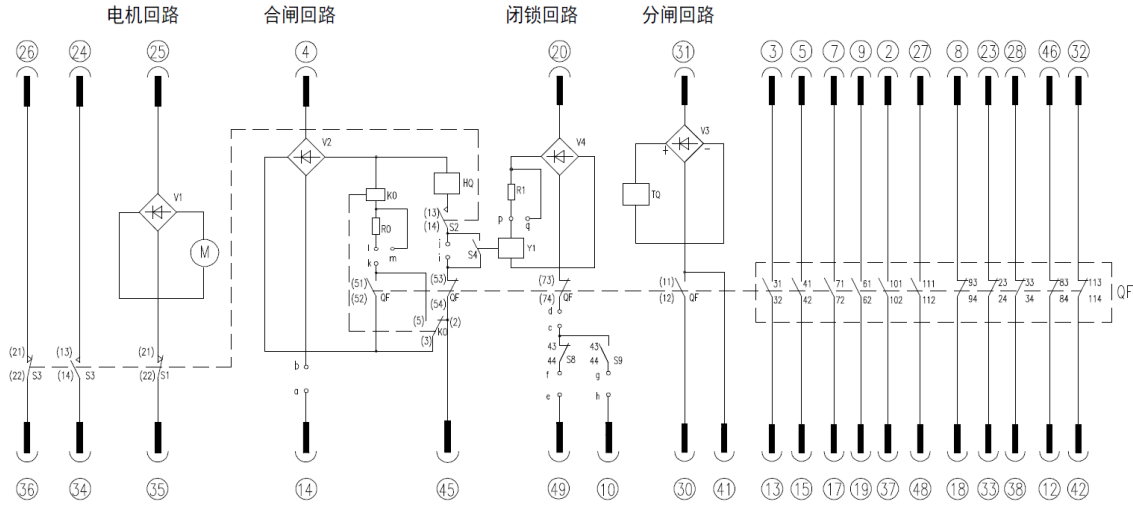 电机回路 合闸回路 闭锁回路 分闸回路
26 24 25 4 20 31 3 5 7 9 2 27 8 23 28 46 32
V2 V4 V3
+ −
K0 HQ R1 TQ
V1
(13)
(14) S2
p q
R0
M
l m
k
j
i
S4 Y1
(51)
(52) QF
(53)
(54) QF
(73)
(74) QF
(11)
(12) QF
31
32
41
42
71
72
61
62
101
102
111
112
93
94
23
24
33
34
83
84
113
114
QF
(5) (2)
(3) K0
d
c
(21)
(22) S3
(13)
(14) S3
(21)
(22) S1
b
a
43
44 S8
43
44 S9
f g
e h
36 34 35 14 45 49 10 30 41 13 15 17 19 37 48 18 33 38 12 42